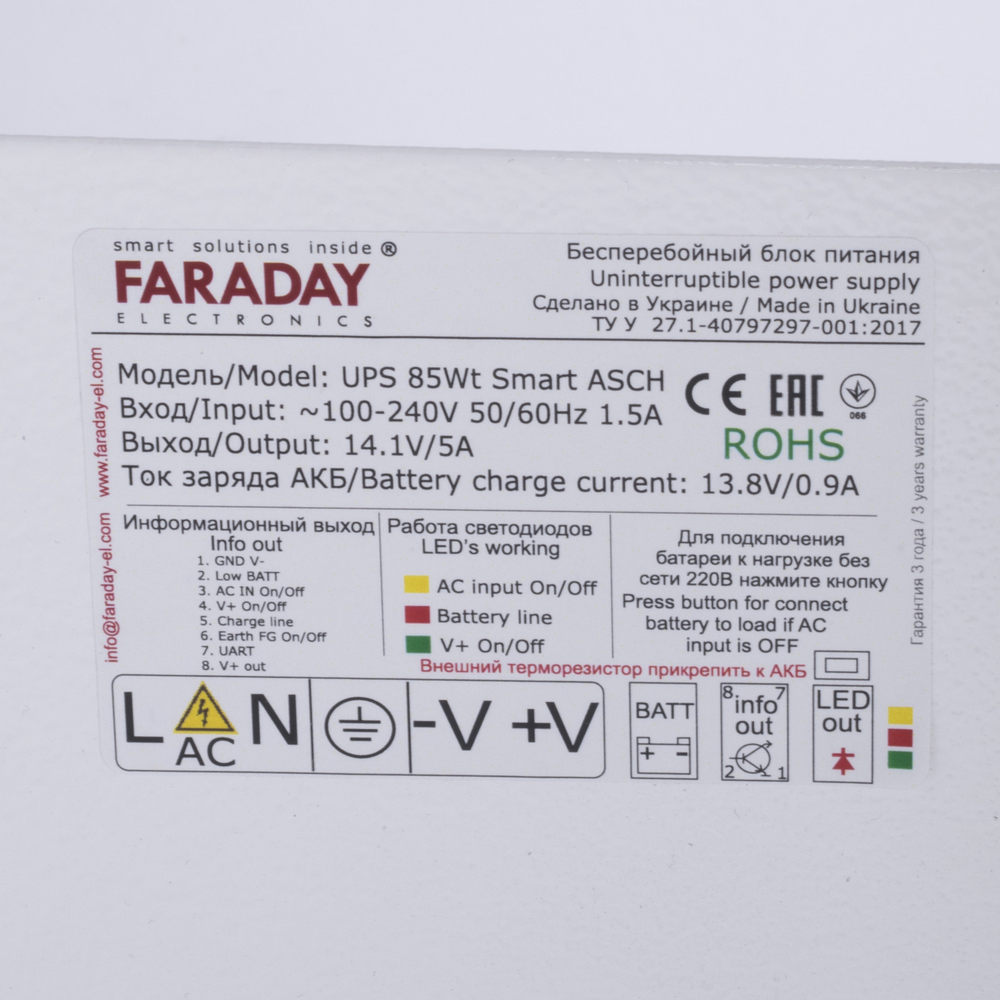 smart solutions inside ®
FARADAY
ELECTRONICS
Бесперебойный блок питания
Uninterruptible power supply
Сделано в Украине / Made in Ukraine
ТУ У 27.1-40797297-001:2017
www.faraday-el.com
info@faraday-el.com
Модель/Model: UPS 85Wt Smart ASCH
Вход/Input: ~100-240V 50/60Hz 1.5A
Выход/Output: 14.1V/5A
Ток заряда АКБ/Battery charge current: 13.8V/0.9A
CE EAC
066
ROHS
Гарантия 3 года / 3 years warranty
Информационный выход
Info out
1. GND V-
2. Low BATT
3. AC IN On/Off
4. V+ On/Off
5. Charge line
6. Earth FG On/Off
7. UART
8. V+ out
Работа светодиодов
LED's working
AC input On/Off
Battery line
V+ On/Off
Для подключения
батареи к нагрузке без
сети 220В нажмите кнопку
Press button for connect
battery to load if AC
input is OFF
Внешний терморезистор прикрепить к АКБ
L N
AC
-V +V
BATT
+ -
8 info 7
out
2 1
LED
out